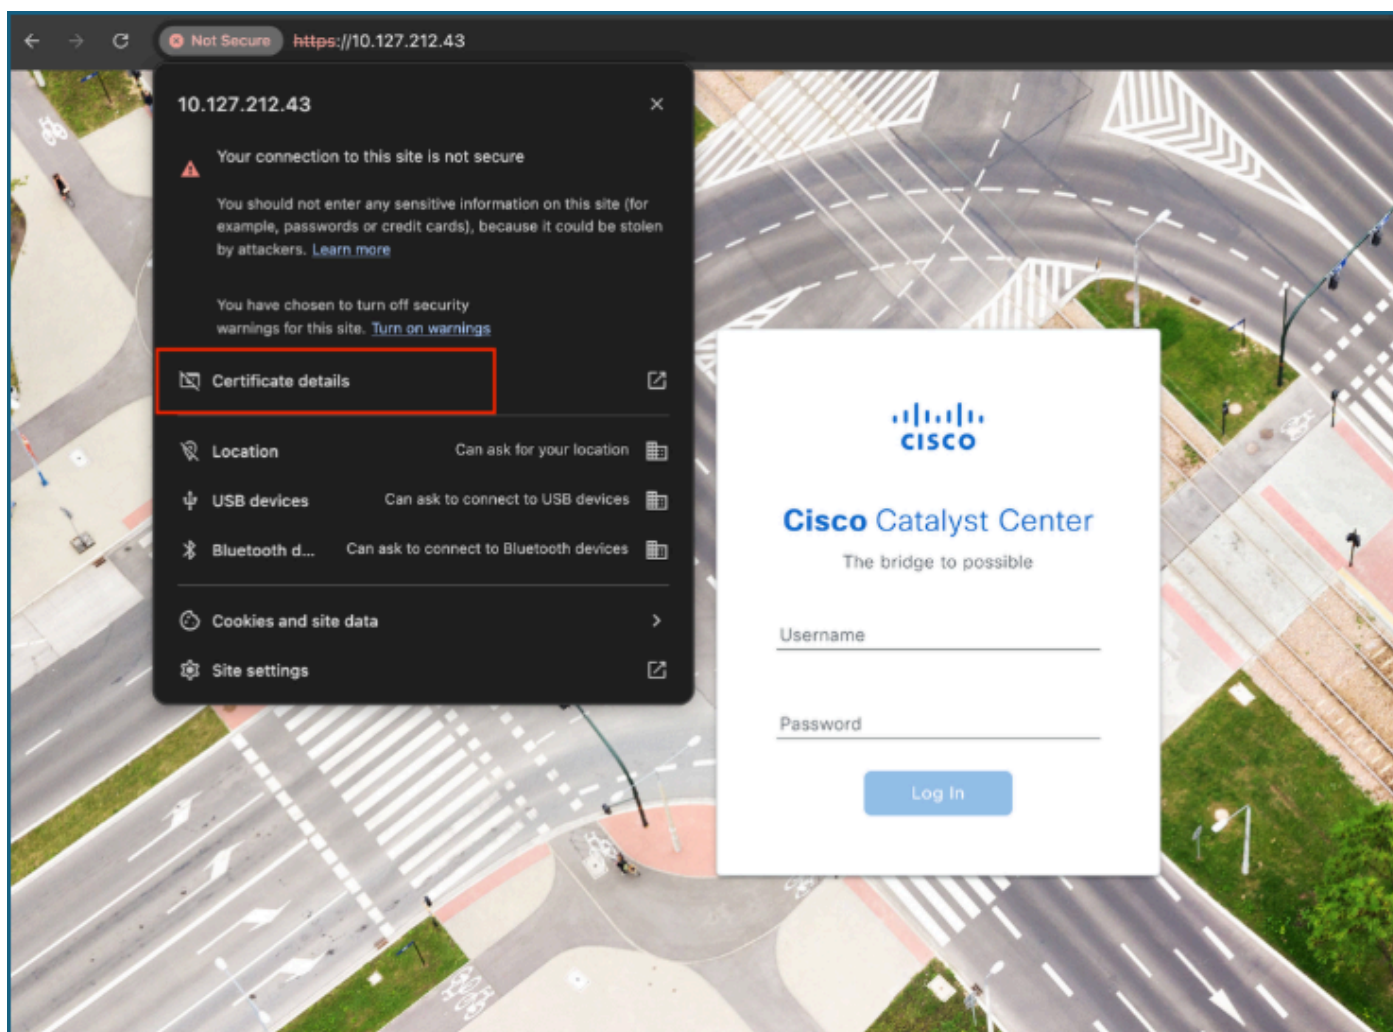 Not Secure https://10.127.212.43
10.127.212.43
Your connection to this site is not secure
You should not enter any sensitive information on this site (for
example, passwords or credit cards), because it could be stolen
by attackers. Learn more
You have chosen to turn off security
warnings for this site. Turn on warnings
Certificate details
Location Can ask for your location
USB devices Can ask to connect to USB devices
Bluetooth d... Can ask to connect to Bluetooth devices
Cookies and site data
Site settings
CISCO
Cisco Catalyst Center
The bridge to possible
Username
Password
Log In